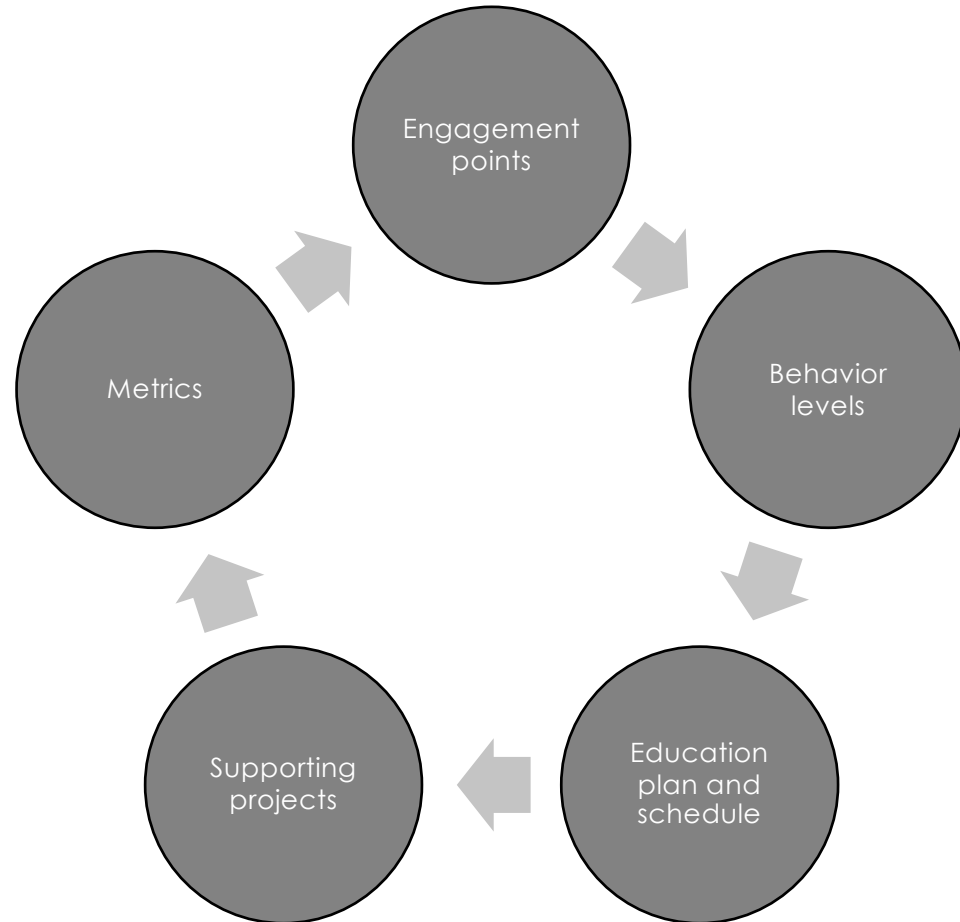 Engagement
points
Behavior
levels
Education
plan and
schedule
Supporting
projects
Metrics